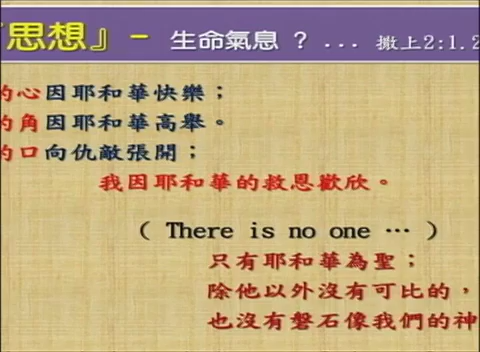 『思想』- 生命氣息 ? ... 撒上2:1.2
的心因耶和華快樂；
的角因耶和華高舉。
的口向仇敵張開；
我因耶和華的救恩歡欣。
( There is no one … )
只有耶和華為聖；
除他以外沒有可比的，
也沒有磐石像我們的神